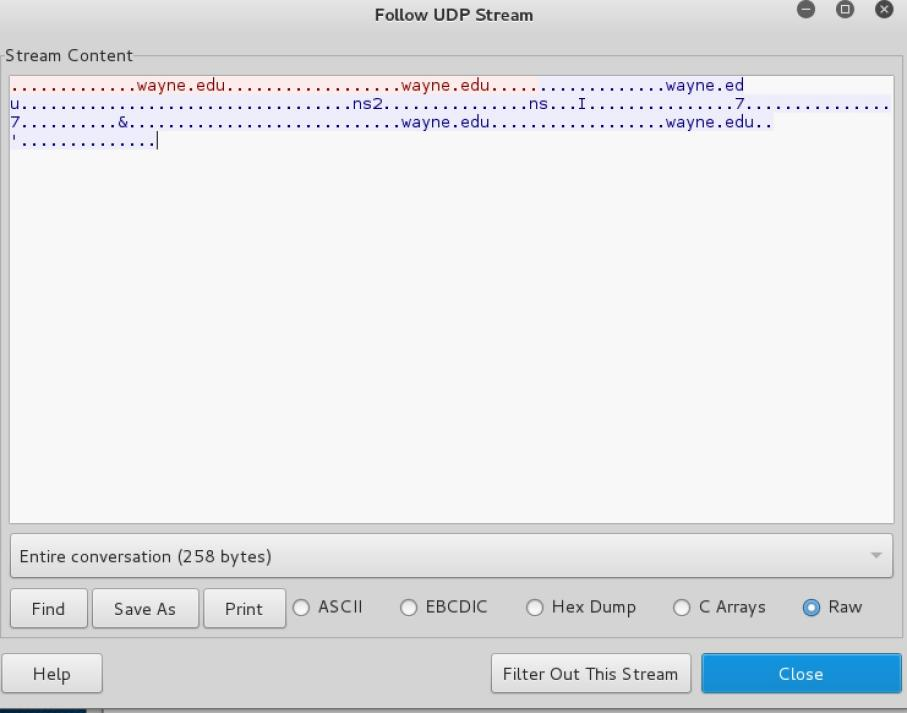 Follow UDP Stream
Stream Content
.............wayne.edu..................wayne.edu..................wayne.ed
u..................................ns2...............ns...I...............7...............
7..........&............................wayne.edu..................wayne.edu..
'..............
Entire conversation (258 bytes)
Find Save As Print ASCII EBCDIC Hex Dump C Arrays Raw
Help Filter Out This Stream Close